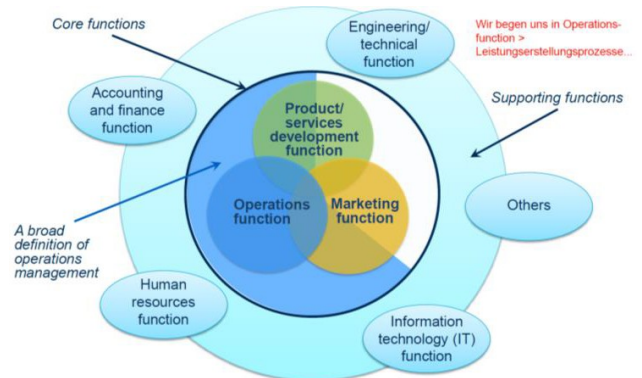 Core functions
Engineering/
technical
function
Wir begen uns in Operations-
function >
Leistungserstellungsprozesse...
Accounting
and finance
function
Product/
services
development
function
Supporting functions
Operations
function
Marketing
function
Others
A broad
definition of
operations
management
Human
resources
function
Information
technology (IT)
function